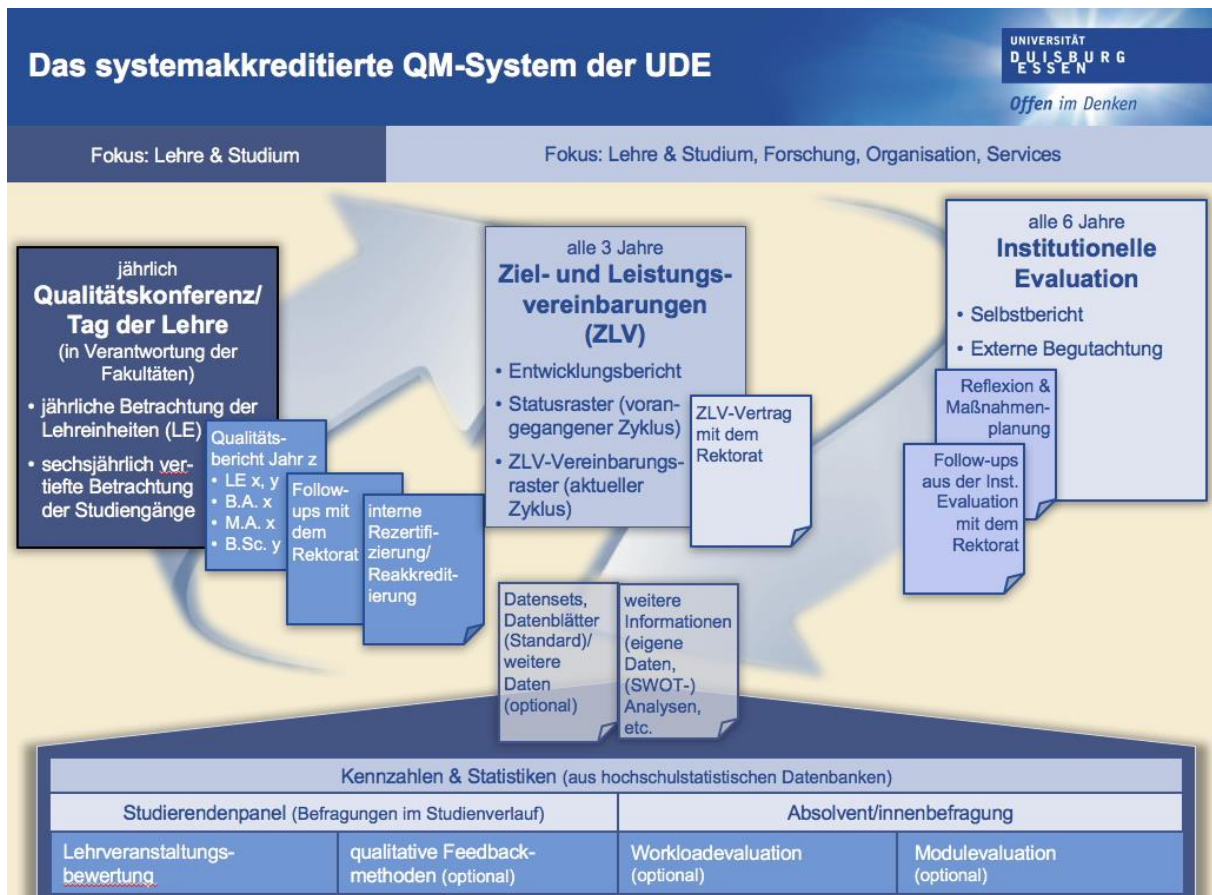 Das systemakkreditierte QM-System der UDE
UNIVERSITÄT
DUISBURG
ESSEN
Offen im Denken
Fokus: Lehre & Studium
Fokus: Lehre & Studium, Forschung, Organisation, Services
jährlich
Qualitätskonferenz/
Tag der Lehre
(in Verantwortung der
Fakultäten)
• jährliche Betrachtung der
Lehreinheiten (LE)
• sechsjährlich ver-
tiefte Betrachtung
der Studiengänge
Qualitäts-
bericht Jahr z
• LE x, y
• B.A. x
• M.A. x
• B.Sc. y
Follow-
ups mit
dem
Rektorat
interne
Rezertifi-
zierung/
Reakkredit-
ierung
alle 3 Jahre
Ziel- und Leistungs-
vereinbarungen
(ZLV)
• Entwicklungsbericht
• Statusraster (voran-
gegangener Zyklus)
• ZLV-Vereinbarungs-
raster (aktueller
Zyklus)
ZLV-Vertrag
mit dem
Rektorat
alle 6 Jahre
Institutionelle
Evaluation
• Selbstbericht
• Externe Begutachtung
Reflexion &
Maßnahmen-
planung
Follow-ups
aus der Inst.
Evaluation
mit dem
Rektorat
Datensets,
Datenblätter
(Standard)/
weitere
Daten
(optional)
weitere
Informationen
(eigene
Daten,
(SWOT-)
Analysen,
etc.
Kennzahlen & Statistiken (aus hochschulstatistischen Datenbanken)
Studierendenpanel (Befragungen im Studienverlauf)
Absolvent/innenbefragung
Lehrveranstaltungs-
bewertung
qualitative Feedback-
methoden (optional)
Workloadevaluation
(optional)
Modulevaluation
(optional)